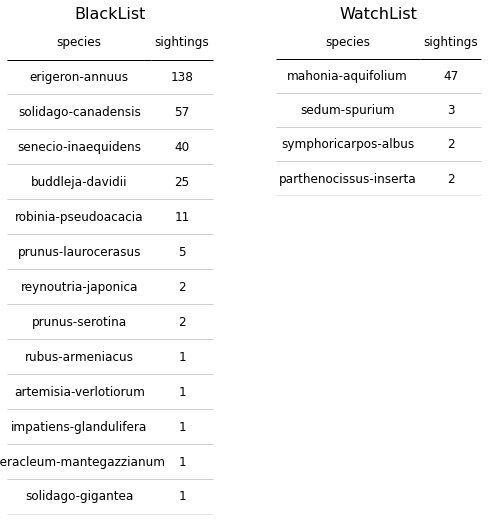 BlackList
species sightings
erigeron-annuus 138
solidago-canadensis 57
senecio-inaequidens 40
buddleja-davidii 25
robinia-pseudoacacia 11
prunus-laurocerasus 5
reynoutria-japonica 2
prunus-serotina 2
rubus-armeniacus 1
artemisia-verlotiorum 1
impatiens-glandulifera 1
eracleum-mantegazzianum 1
solidago-gigantea 1
WatchList
species sightings
mahonia-aquifolium 47
sedum-spurium 3
symphoricarpos-albus 2
parthenocissus-inserta 2